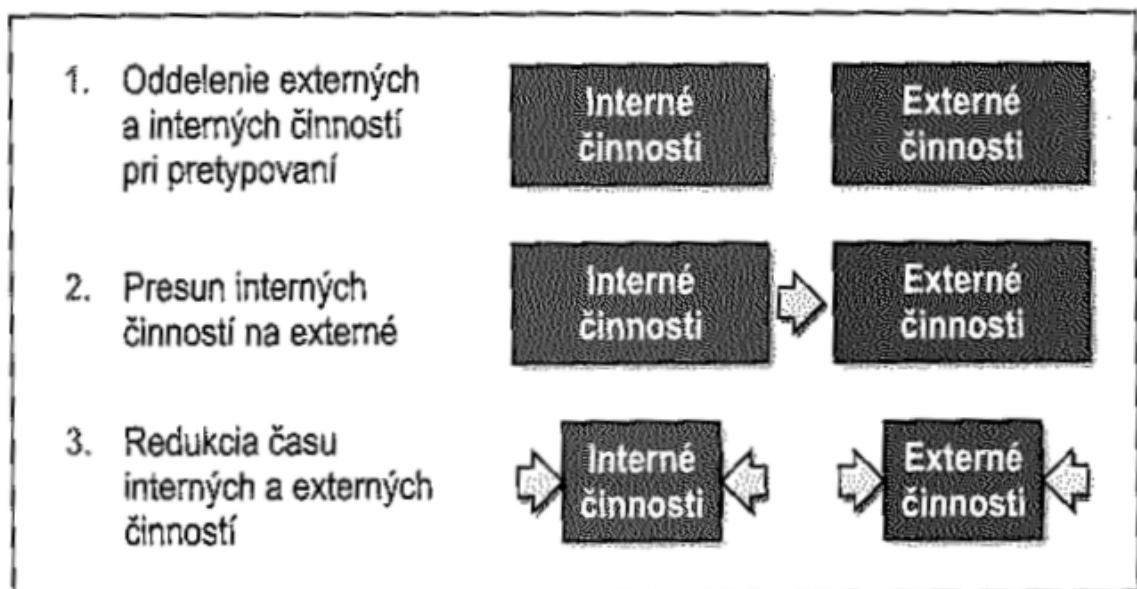 1. Oddelenie externých
a interných činností
pri pretypovaní
Interné
činnosti
Externé
činnosti
2. Presun interných
činností na externé
Interné
činnosti
Externé
činnosti
3. Redukcia času
interných a externých
činností
Interné
činnosti
Externé
činnosti